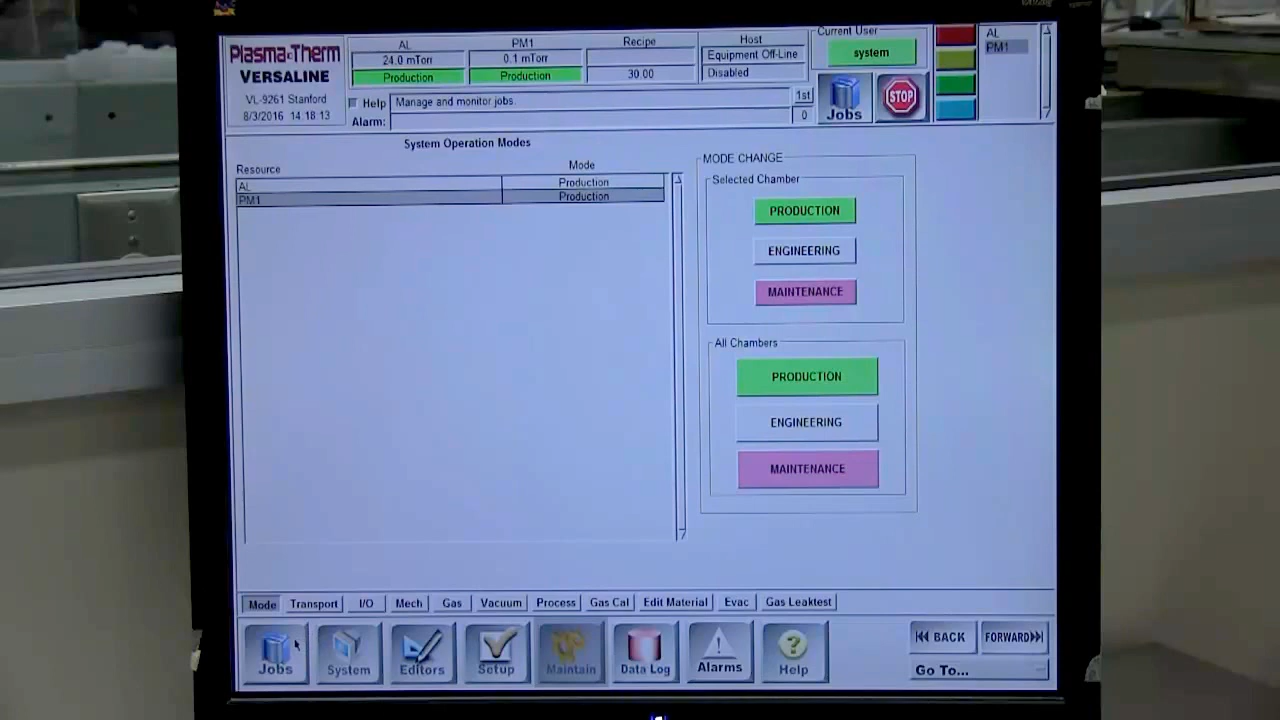 Plasma-Therm
VERSALINE
VL-9261 Stanford
8/3/2016 14:18:13
AL
24.0 mTorr
Production
PM1
0.1 mTorr
Production
Recipe
30.00
Host
Equipment Off-Line
Disabled
Current User
system
Help
Manage and monitor jobs.
1st
Alarm:
0
Jobs
STOP
AL
PM1
System Operation Modes
Resource Mode
AL Production
PM1 Production
MODE CHANGE
Selected Chamber
PRODUCTION
ENGINEERING
MAINTENANCE
All Chambers
PRODUCTION
ENGINEERING
MAINTENANCE
Mode Transport I/O Mech Gas Vacuum Process Gas Cal Edit Material Evac Gas Leaktest
Jobs System Editors Setup Maintain Data Log Alarms Help
BACK FORWARD
Go To...